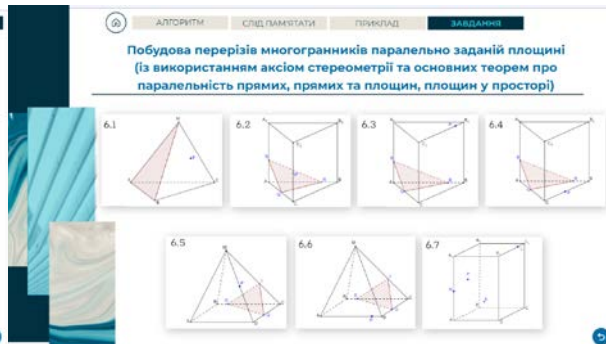 АЛГОРИТМ
СЛІД ПАМ'ЯТАТИ
ПРИКЛАД
ЗАВДАННЯ
Побудова перерізів многогранників паралельно заданій площині
(із використанням аксіом стереометрії та основних теорем про
паралельність прямих, прямих та площин, площин у просторі)
6.1
6.2
6.3
6.4
6.5
6.6
6.7